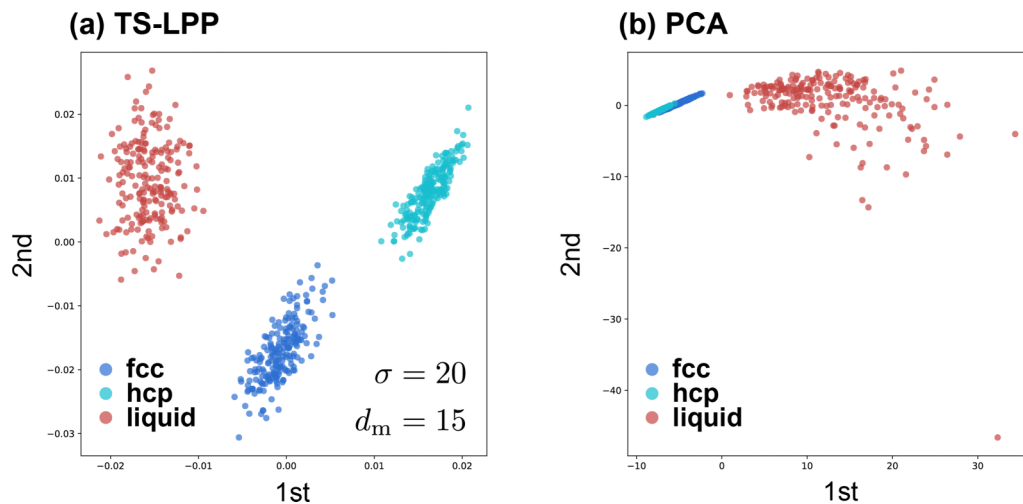 (a) TS-LPP
0.02
0.01
0.00
−0.01
−0.02
−0.03
2nd
fcc
hcp
liquid
σ = 20
d_m = 15
−0.02
−0.01
0.00
0.01
0.02
1st
(b) PCA
0
−10
−20
−30
−40
2nd
fcc
hcp
liquid
−10
0
10
20
30
1st